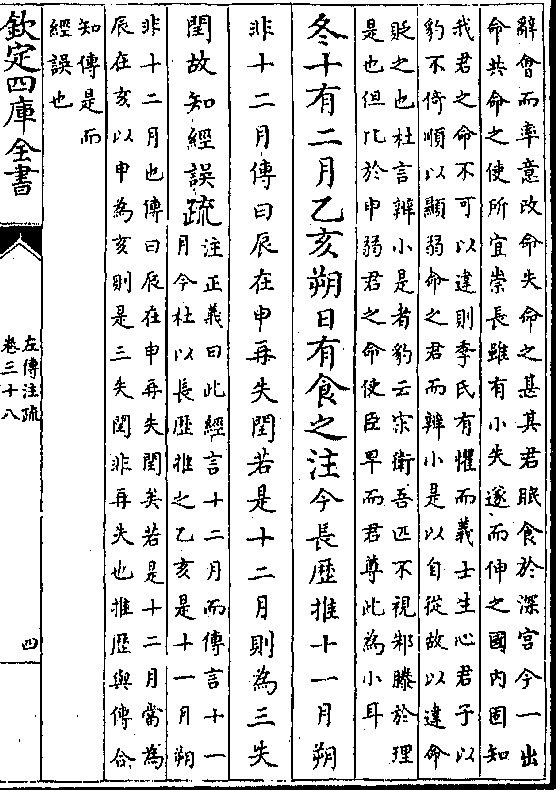 辭會而率意改命失命之甚其君眠食於深宫今一出
命共命之使所宜崇長雖有小失遂而伸之國内固知
我君之命不可以違則季氏有懼而義士生心君子以
豹不倚順以顯弱命之君而辨小是以自從故以違命
貶之也杜言辨小是者豹云宋衛吾匹不視邾滕於理
是也但比於申弱君之命使臣卑而君尊此為小耳
冬十有二月乙亥朔日有食之注今長歷推十一月朔
非十二月傳曰辰在申再失閏若是十二月則為三失
閏故知經誤疏注正義曰此經言十二月而傳言十一
月今杜以長歷推之乙亥是十一月朔
非十二月也傳曰辰在申再失閏矣若是十二月當為
辰在亥以申為亥則是三失閏非再失也推歷與傳合
知傳是而
經誤也
欽定四庫全書
左傳注疏
卷三十八
四